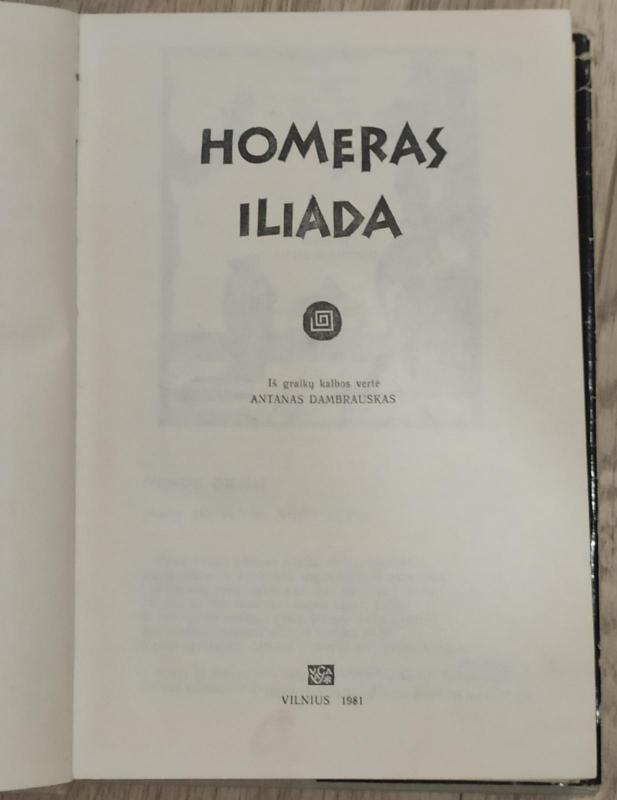 HOMERAS
ILIADA
Iš graikų kalbos vertė
ANTANAS DAMBRAUSKAS
VILNIUS 1981